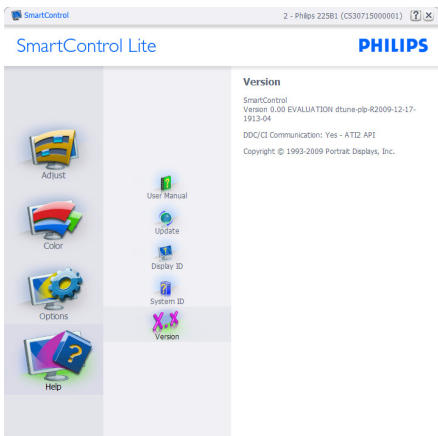 SmartControl
2 - Philips 225B1 (CS30715000001)
SmartControl Lite
PHILIPS
Adjust
Color
Options
Help
User Manual
Update
Display ID
System ID
X.X
Version
Version
SmartControl
Version 0.00 EVALUATION dtune-plp-R2009-12-17-
1913-04
DDC/CI Communication: Yes - ATI2 API
Copyright © 1993-2009 Portrait Displays, Inc.